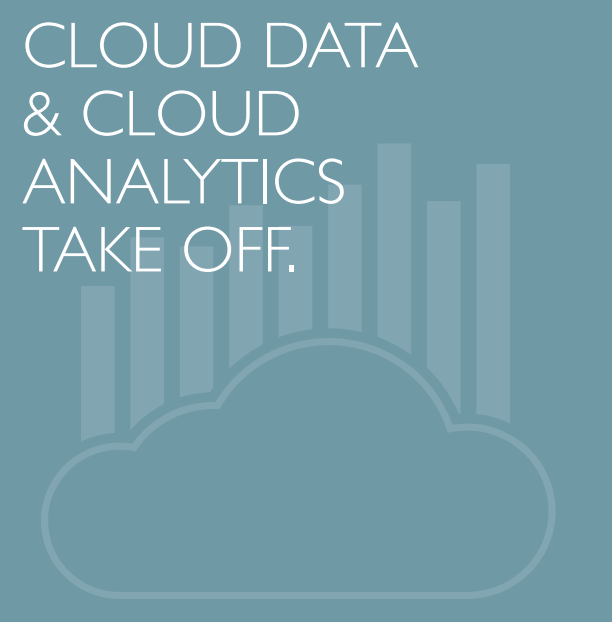 CLOUD DATA
& CLOUD
ANALYTICS
TAKE OFF.